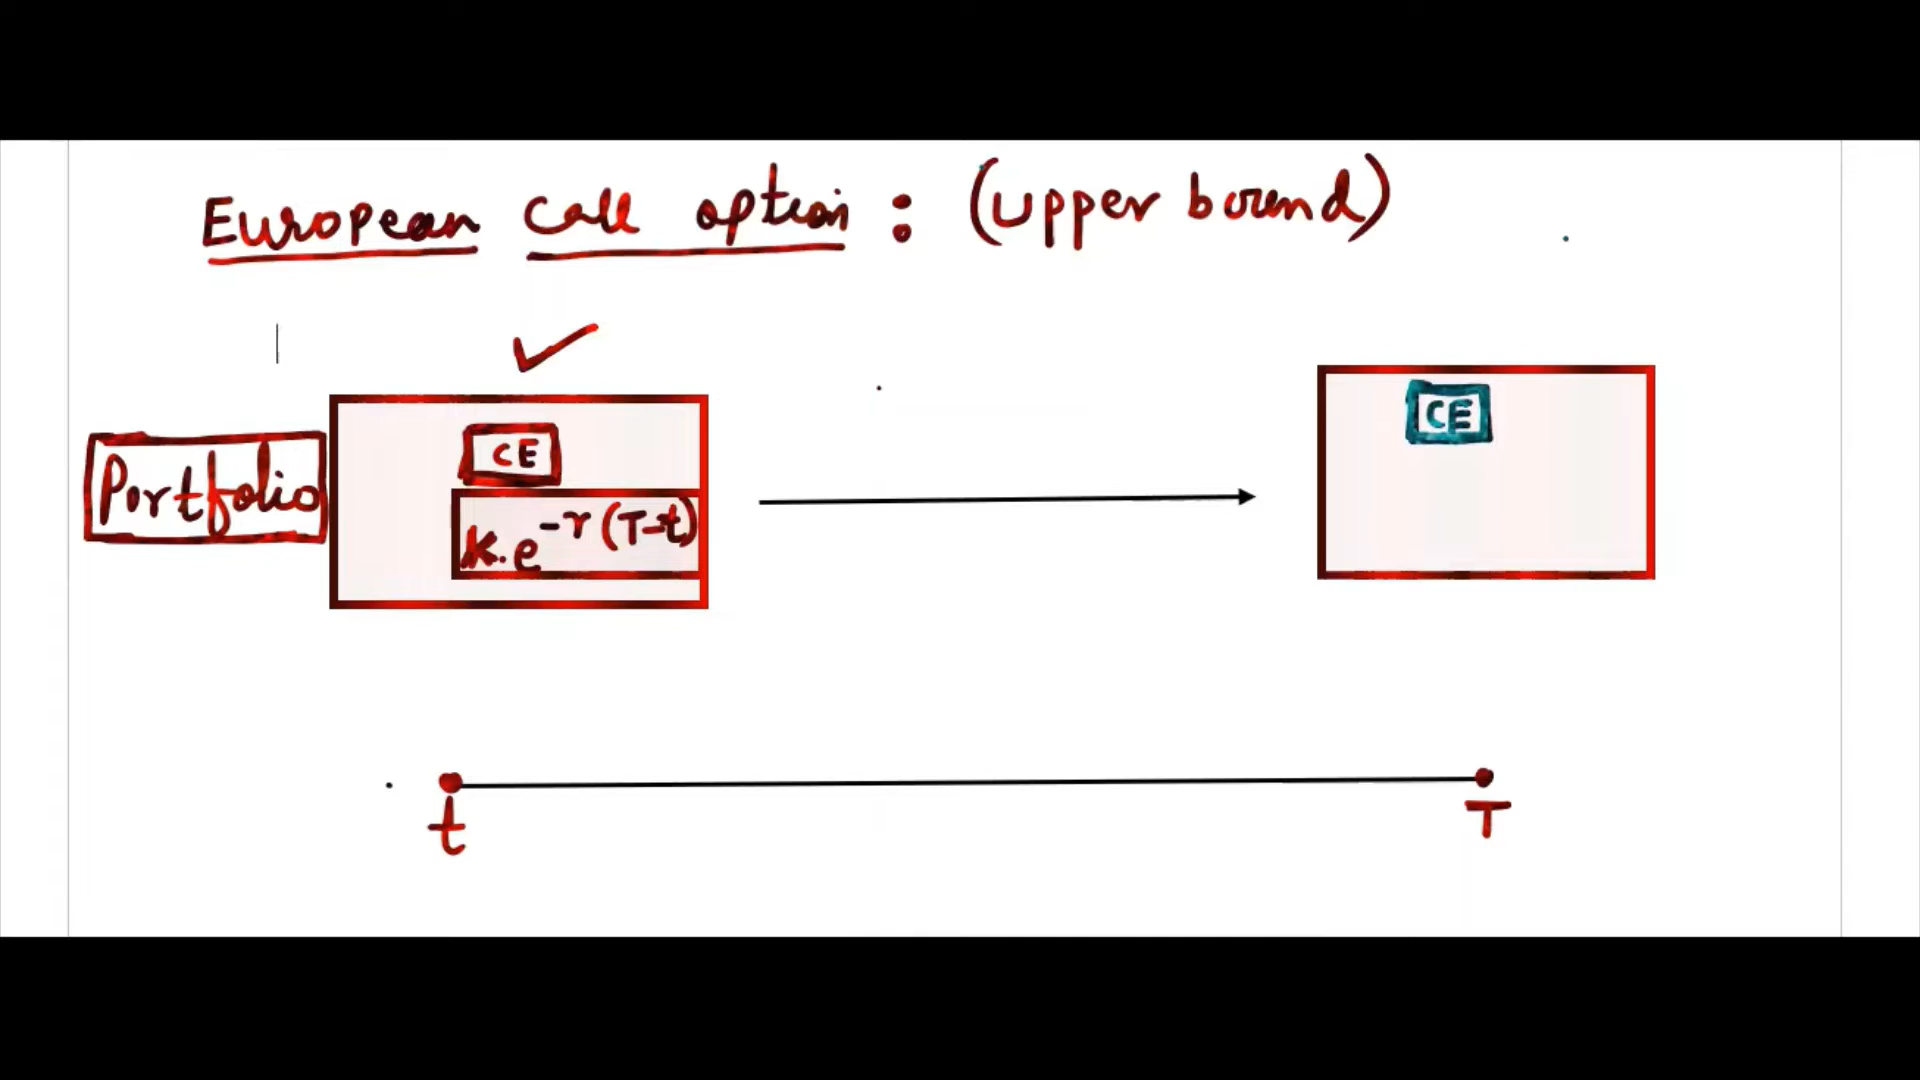 European call option : (upper bound)
CE
CE
Portfolio
K.e^-r(T-t)
t
T